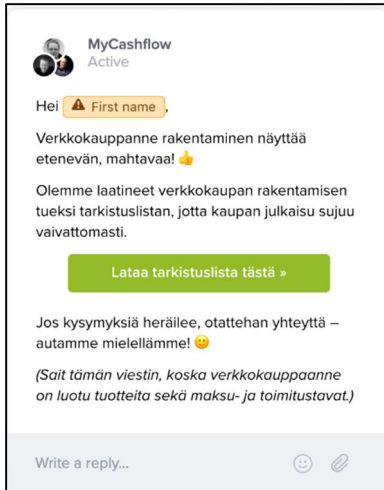 MyCashflow
Active
Hei ⚠ First name ,
Verkkokauppanne rakentaminen näyttää
etenevän, mahtavaa! 👍
Olemme laatineet verkkokaupan rakentamisen
tueksi tarkistuslistan, jotta kaupan julkaisu sujuu
vaivattomasti.
Lataa tarkistuslista tästä »
Jos kysymyksiä heräilee, otattehan yhteyttä –
autamme mielellämme! 🙂
(Sait tämän viestin, koska verkkokauppaanne
on luotu tuotteita sekä maksu- ja toimitustavat.)
Write a reply...